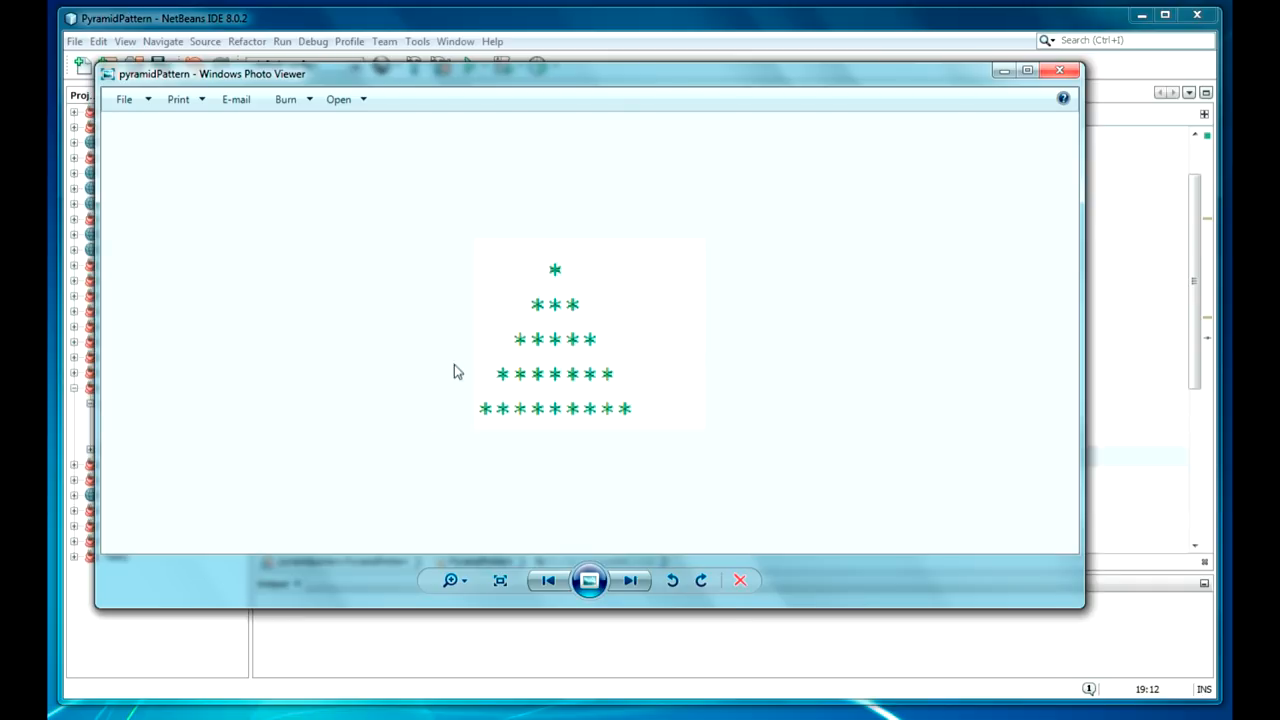 PyramidPattern - NetBeans IDE 8.0.2
File Edit View Navigate Source Refactor Run Debug Profile Team Tools Window Help
Search (Ctrl+I)
pyramidPattern - Windows Photo Viewer
Proj...
File Print E-mail Burn Open
*
* * *
* * * * *
* * * * * * *
* * * * * * * * *
1 19:12 INS